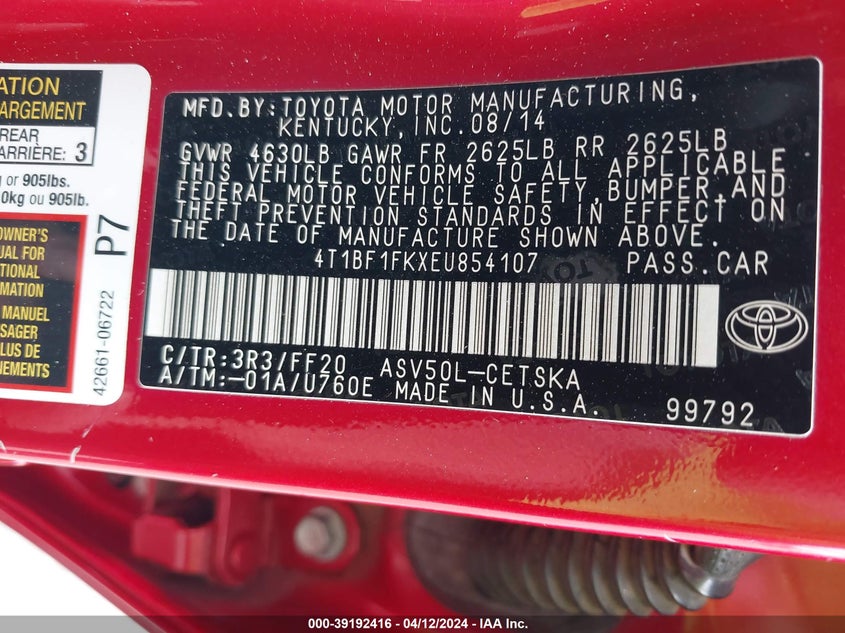 ATION
ARGEMENT
REAR
ARRIÈRE: 3
g or 905lbs.
0kg ou 905lb.
OWNER'S
UAL FOR
TIONAL
RMATION
R LE MANUEL
SAGER
LUS DE
NEMENTS
P7
42661-06722
MFD.BY:TOYOTA MOTOR MANUFACTURING,
KENTUCKY, INC.08/14
GVWR 4630LB GAWR FR 2625LB RR 2625LB
THIS VEHICLE CONFORMS TO ALL APPLICABLE
FEDERAL MOTOR VEHICLE SAFETY,BUMPER,AND
THEFT PREVENTION STANDARDS IN EFFECT ON
THE DATE OF MANUFACTURE SHOWN ABOVE.
4T1BF1FKXEU854107 PASS.CAR
C/TR:3R3/FF20 ASV50L-CETSKA
A/TM:-01A/U760E MADE IN U.S.A.
99792
000-39192416 - 04/12/2024 - IAA Inc.